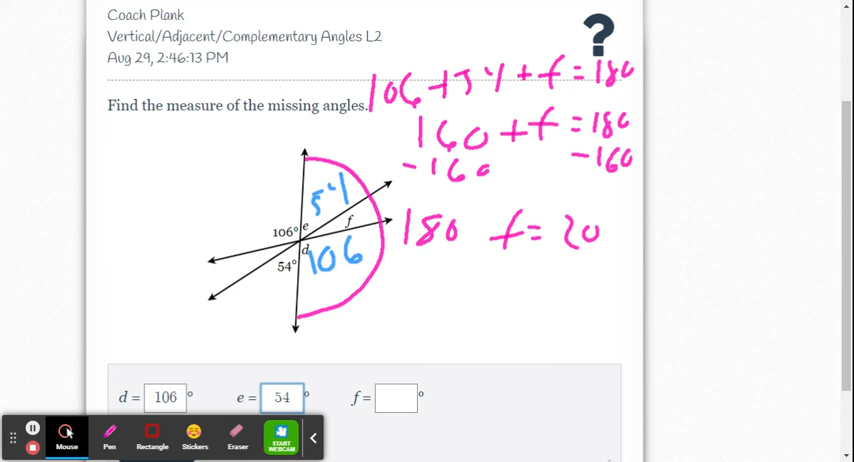 Coach Plank
Vertical/Adjacent/Complementary Angles L2
Aug 29, 2:46:13 PM
?
106 + 54 + f = 180
Find the measure of the missing angles.
160 + f = 180
-160 -160
54
106° e f
180 f = 20
d
54° 106
d = 106 ° e = 54 ° f = °
Mouse Pen Rectangle Stickers Eraser START WEBCAM